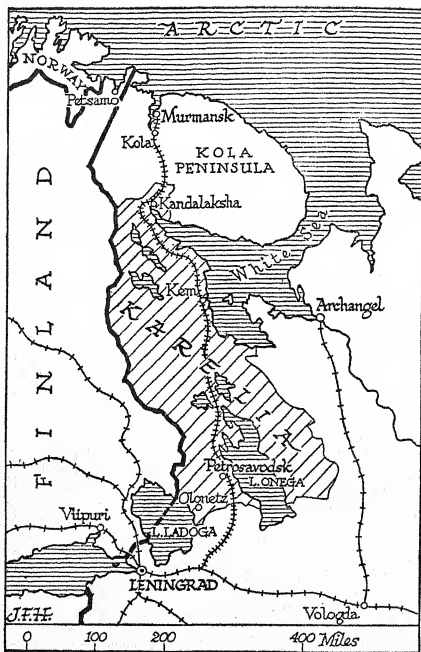 ARCTIC
NORWAY
Petsamo
Murmansk
Kola
KOLA
PENINSULA
Kandalaksha
FINLAND
White Sea
Kem
Archangel
KARELIA
Petrosavodsk
L. ONEGA
Olonetz
Viipuri
L. LADOGA
LENINGRAD
Vologda
J.F.H.
0 100 200 400 Miles